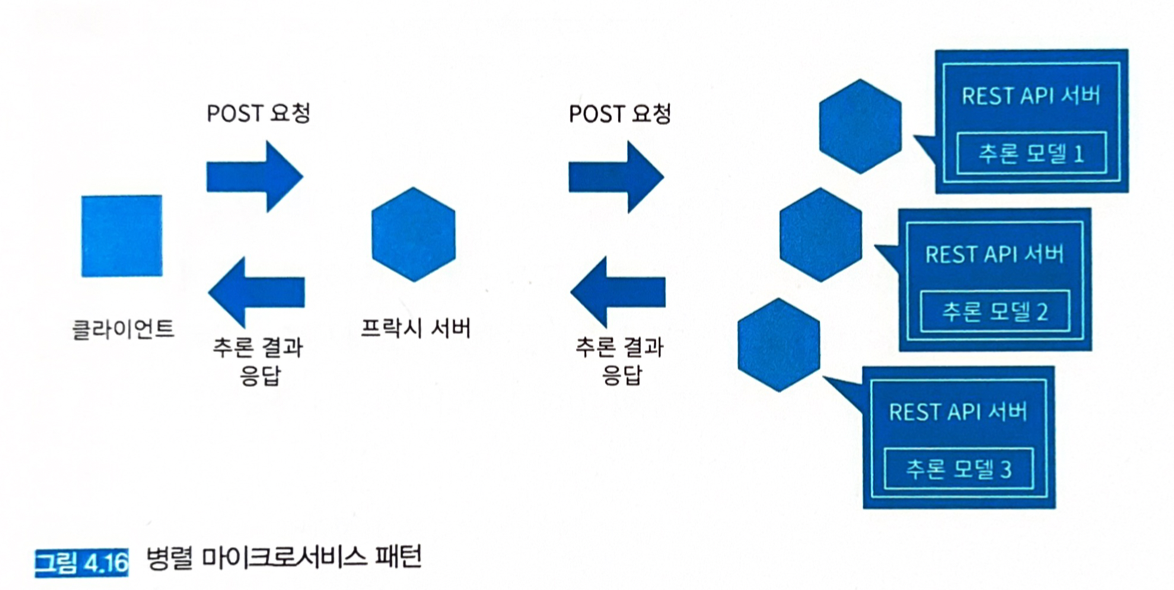 POST 요청
POST 요청
REST API 서버
추론 모델 1
REST API 서버
추론 모델 2
클라이언트
프락시 서버
추론 결과
응답
추론 결과
응답
REST API 서버
추론 모델 3
그림 4.16 병렬 마이크로서비스 패턴